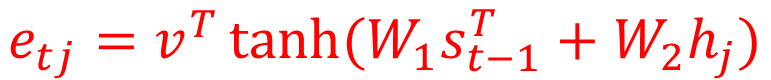 e_{tj} = v^T tanh(W_1 s_{t-1}^T + W_2 h_j)